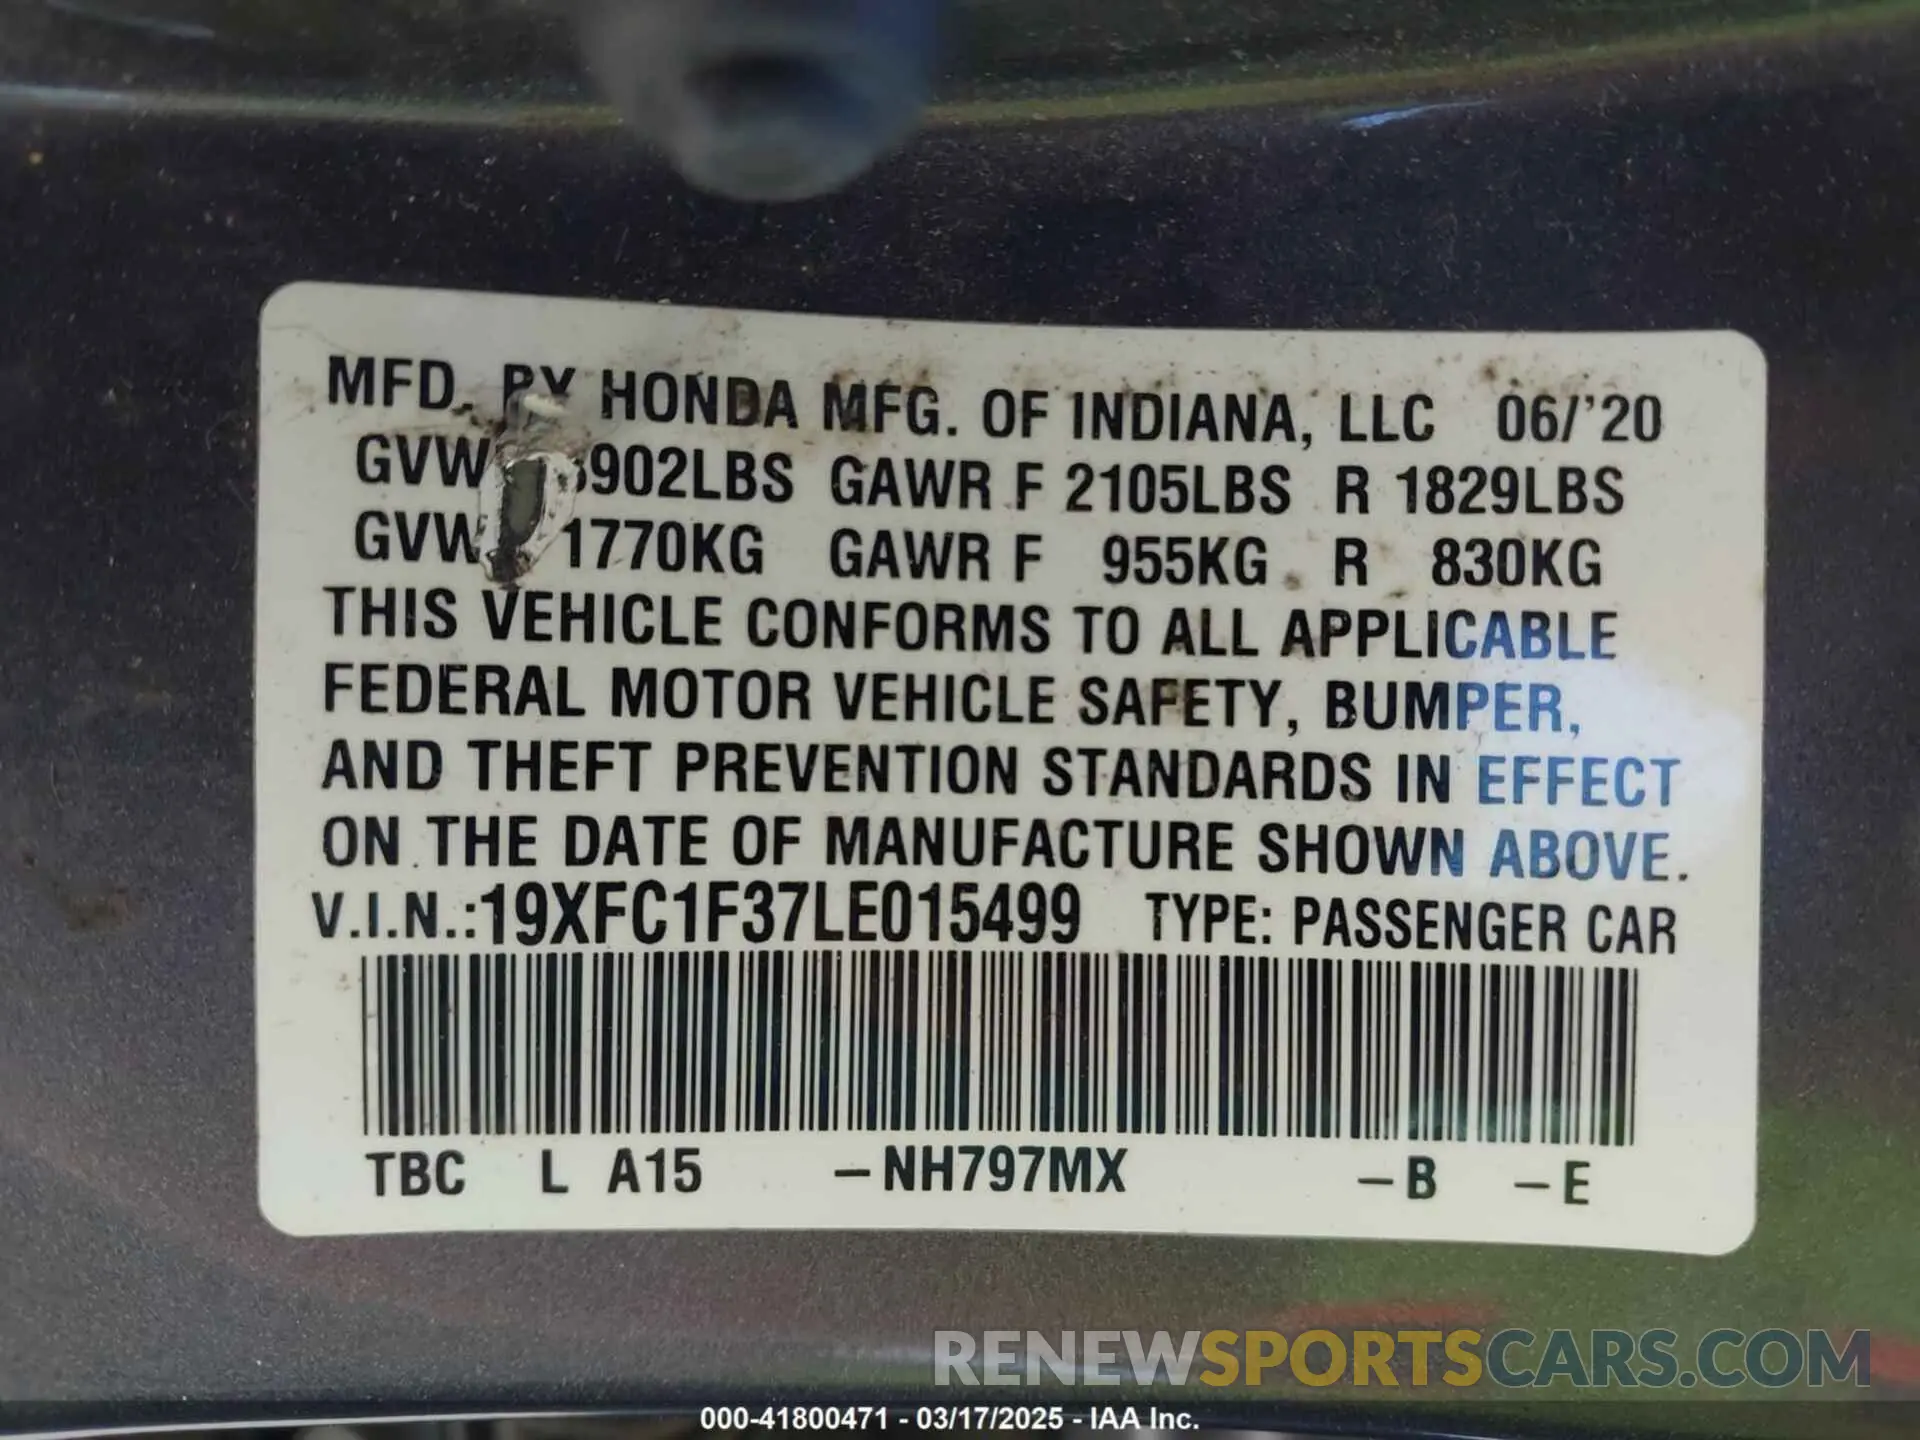 MFD. BY HONDA MFG. OF INDIANA, LLC 06/'20
GVW 3902LBS GAWR F 2105LBS R 1829LBS
GVW 1770KG GAWR F 955KG R 830KG
THIS VEHICLE CONFORMS TO ALL APPLICABLE
FEDERAL MOTOR VEHICLE SAFETY, BUMPER,
AND THEFT PREVENTION STANDARDS IN EFFECT
ON THE DATE OF MANUFACTURE SHOWN ABOVE.
V.I.N.:19XFC1F37LE015499 TYPE: PASSENGER CAR
TBC L A15 –NH797MX –B –E
RENEWSPORTSCARS.COM
000-41800471 - 03/17/2025 - IAA Inc.